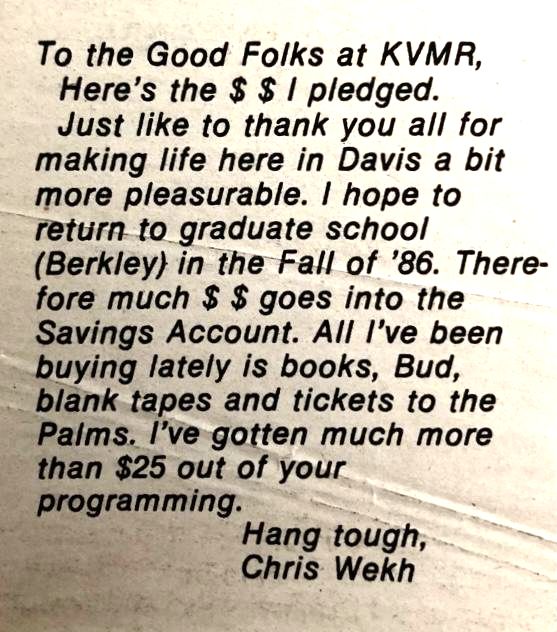 To the Good Folks at KVMR,
Here's the $ $ I pledged.
Just like to thank you all for
making life here in Davis a bit
more pleasurable. I hope to
return to graduate school
(Berkley) in the Fall of '86. There-
fore much $ $ goes into the
Savings Account. All I've been
buying lately is books, Bud,
blank tapes and tickets to the
Palms. I've gotten much more
than $25 out of your
programming.
Hang tough,
Chris Wekh